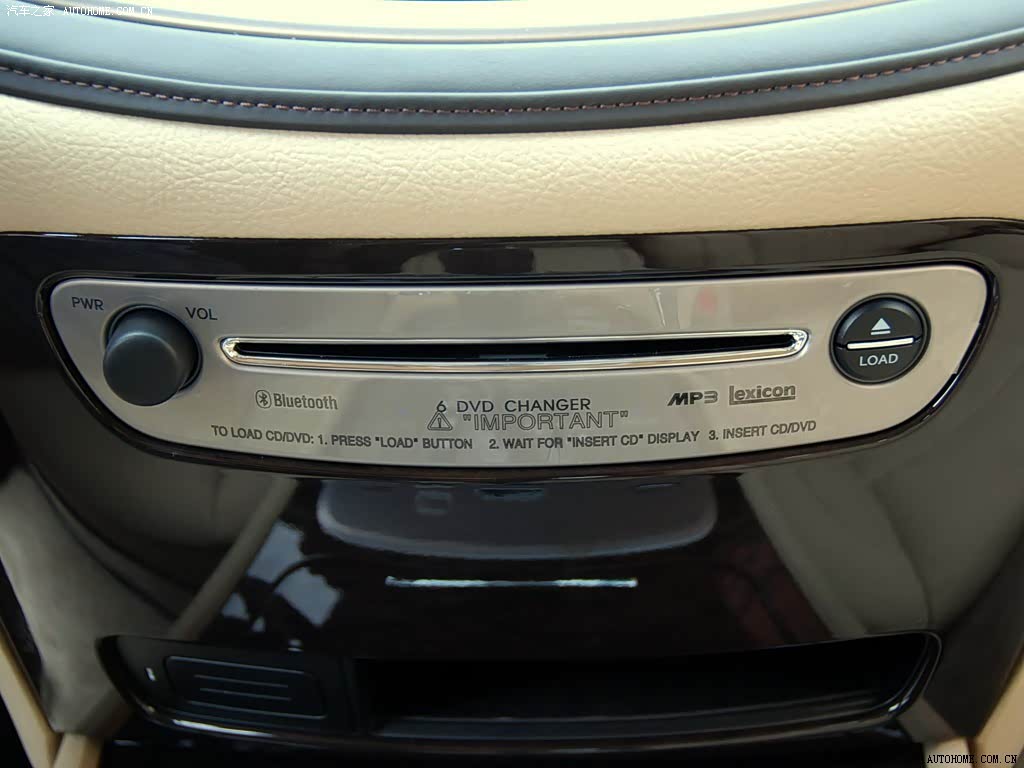 汽车之家 AUTOHOME.COM.CN
PWR
VOL
LOAD
Bluetooth
6 DVD CHANGER
MP3 Lexicon
"IMPORTANT"
TO LOAD CD/DVD: 1. PRESS "LOAD" BUTTON 2. WAIT FOR "INSERT CD" DISPLAY 3. INSERT CD/DVD
AUTOHOME.COM.CN